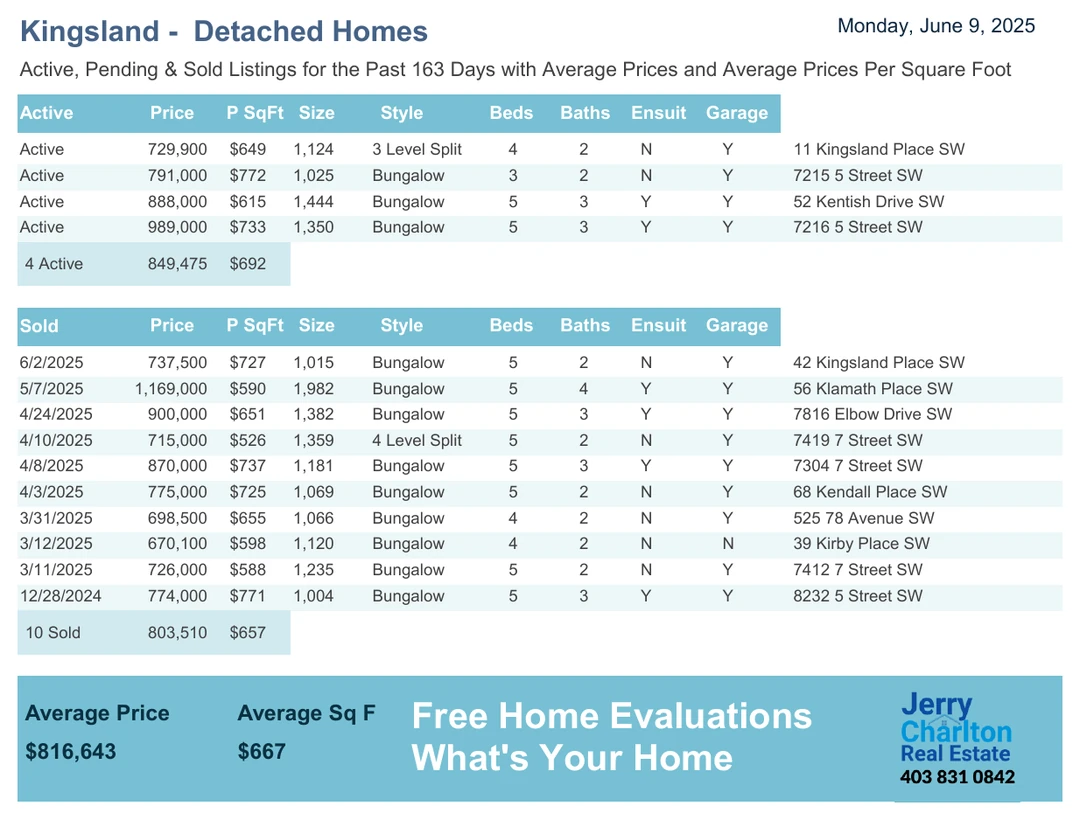 Kingsland - Detached Homes
Monday, June 9, 2025
Active, Pending & Sold Listings for the Past 163 Days with Average Prices and Average Prices Per Square Foot
Active Price P SqFt Size Style Beds Baths Ensuit Garage
Active 729,900 $649 1,124 3 Level Split 4 2 N Y 11 Kingsland Place SW
Active 791,000 $772 1,025 Bungalow 3 2 N Y 7215 5 Street SW
Active 888,000 $615 1,444 Bungalow 5 3 Y Y 52 Kentish Drive SW
Active 989,000 $733 1,350 Bungalow 5 3 Y Y 7216 5 Street SW
4 Active 849,475 $692
Sold Price P SqFt Size Style Beds Baths Ensuit Garage
6/2/2025 737,500 $727 1,015 Bungalow 5 2 N Y 42 Kingsland Place SW
5/7/2025 1,169,000 $590 1,982 Bungalow 5 4 Y Y 56 Klamath Place SW
4/24/2025 900,000 $651 1,382 Bungalow 5 3 Y Y 7816 Elbow Drive SW
4/10/2025 715,000 $526 1,359 4 Level Split 5 2 N Y 7419 7 Street SW
4/8/2025 870,000 $737 1,181 Bungalow 5 3 Y Y 7304 7 Street SW
4/3/2025 775,000 $725 1,069 Bungalow 5 2 N Y 68 Kendall Place SW
3/31/2025 698,500 $655 1,066 Bungalow 4 2 N Y 525 78 Avenue SW
3/12/2025 670,100 $598 1,120 Bungalow 4 2 N N 39 Kirby Place SW
3/11/2025 726,000 $588 1,235 Bungalow 5 2 N Y 7412 7 Street SW
12/28/2024 774,000 $771 1,004 Bungalow 5 3 Y Y 8232 5 Street SW
10 Sold 803,510 $657
Average Price Average Sq F
$816,643 $667
Free Home Evaluations
What's Your Home
Jerry
Charlton
Real Estate
403 831 0842